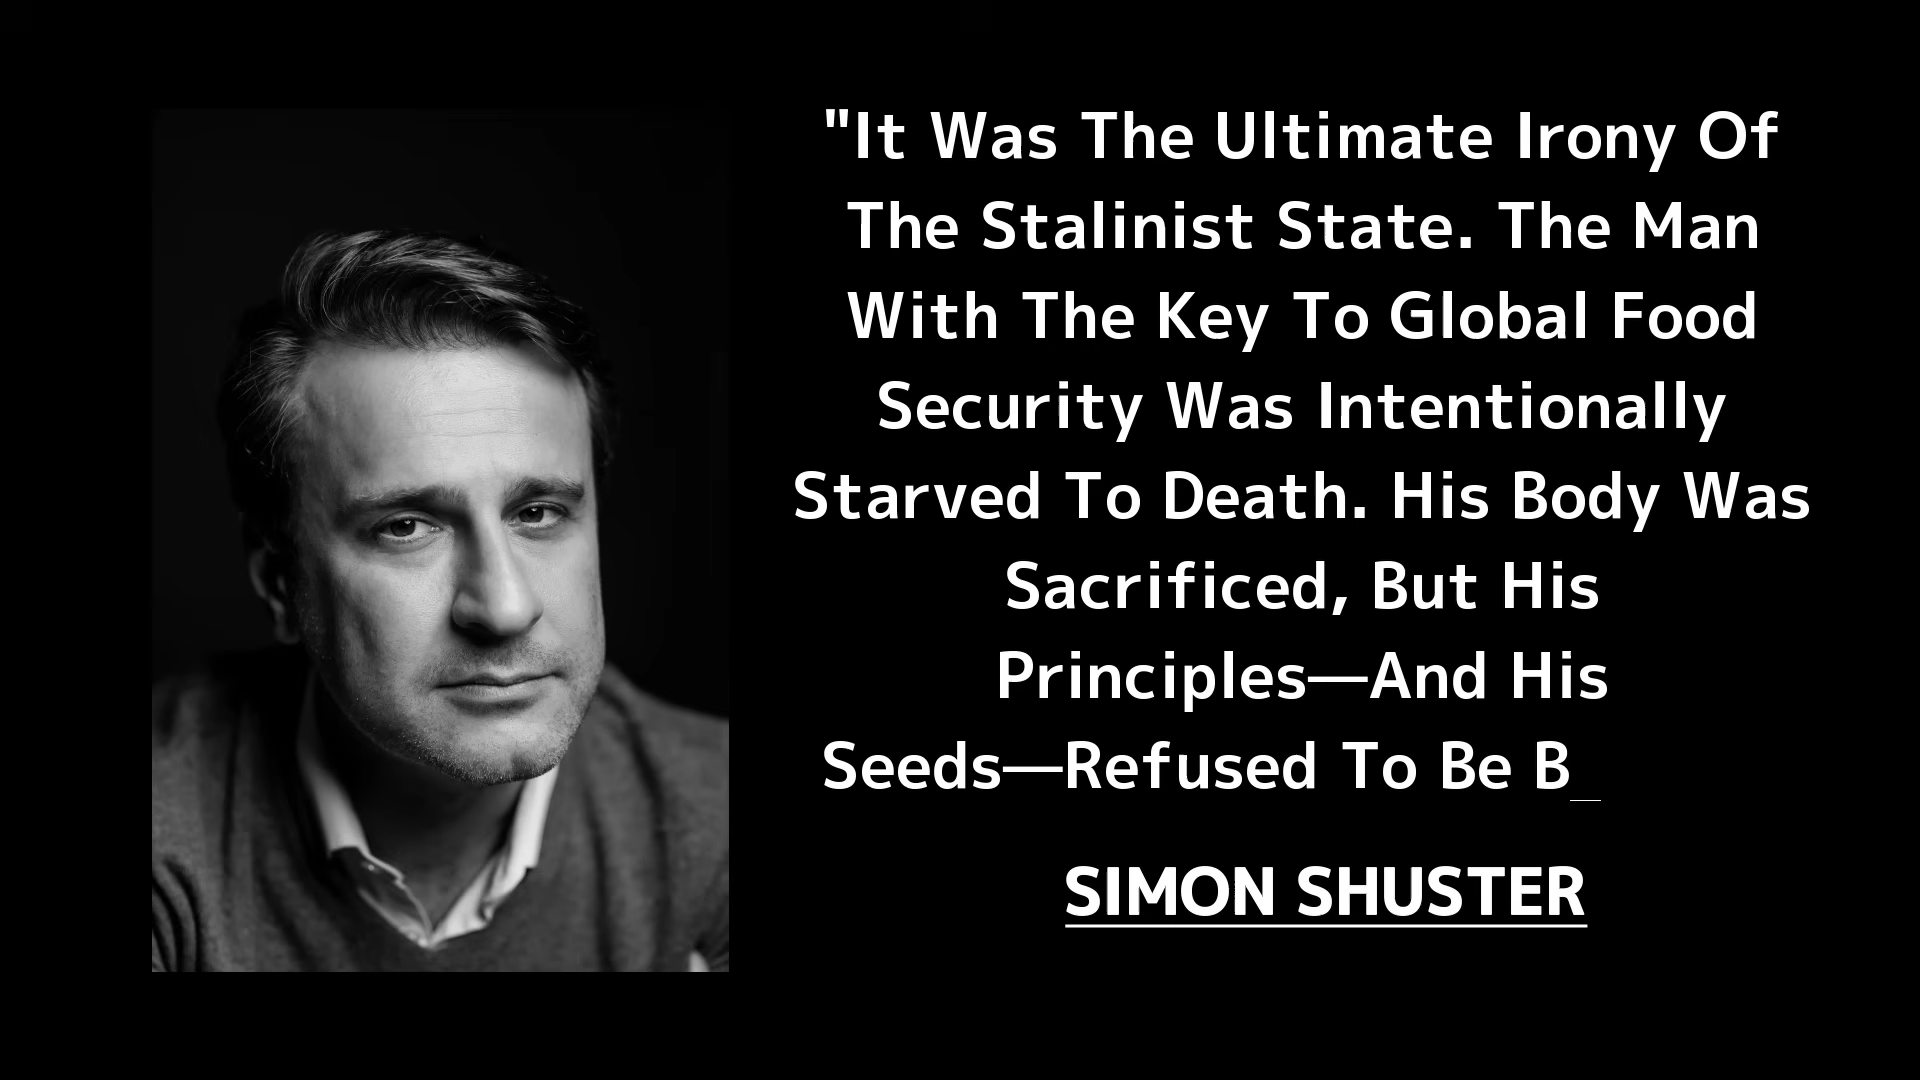 "It Was The Ultimate Irony Of
The Stalinist State. The Man
With The Key To Global Food
Security Was Intentionally
Starved To Death. His Body Was
Sacrificed, But His
Principles—And His
Seeds—Refused To Be B_
SIMON SHUSTER